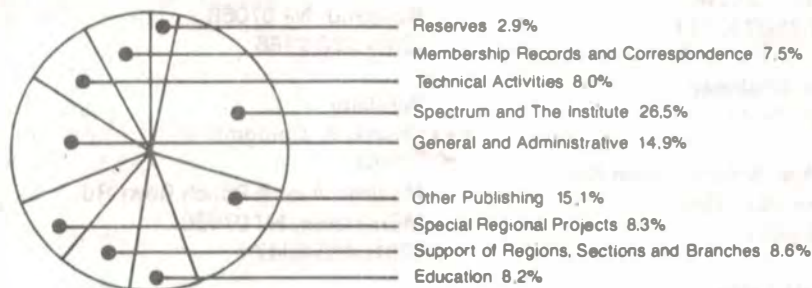 Reserves 2.9%
Membership Records and Correspondence 7.5%
Technical Activities 8.0%
Spectrum and The Institute 26.5%
General and Administrative 14.9%
Other Publishing 15.1%
Special Regional Projects 8.3%
Support of Regions, Sections and Branches 8.6%
Education 8.2%